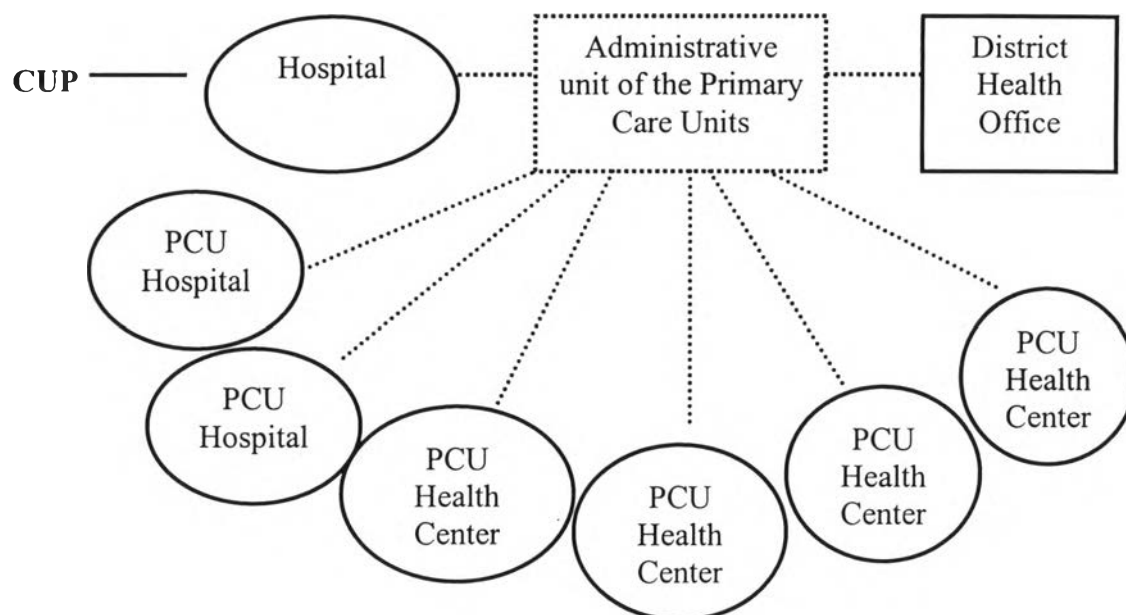 CUP
Hospital
Administrative
unit of the Primary
Care Units
District
Health
Office
PCU
Hospital
PCU
Hospital
PCU
Health
Center
PCU
Health
Center
PCU
Health
Center
PCU
Health
Center